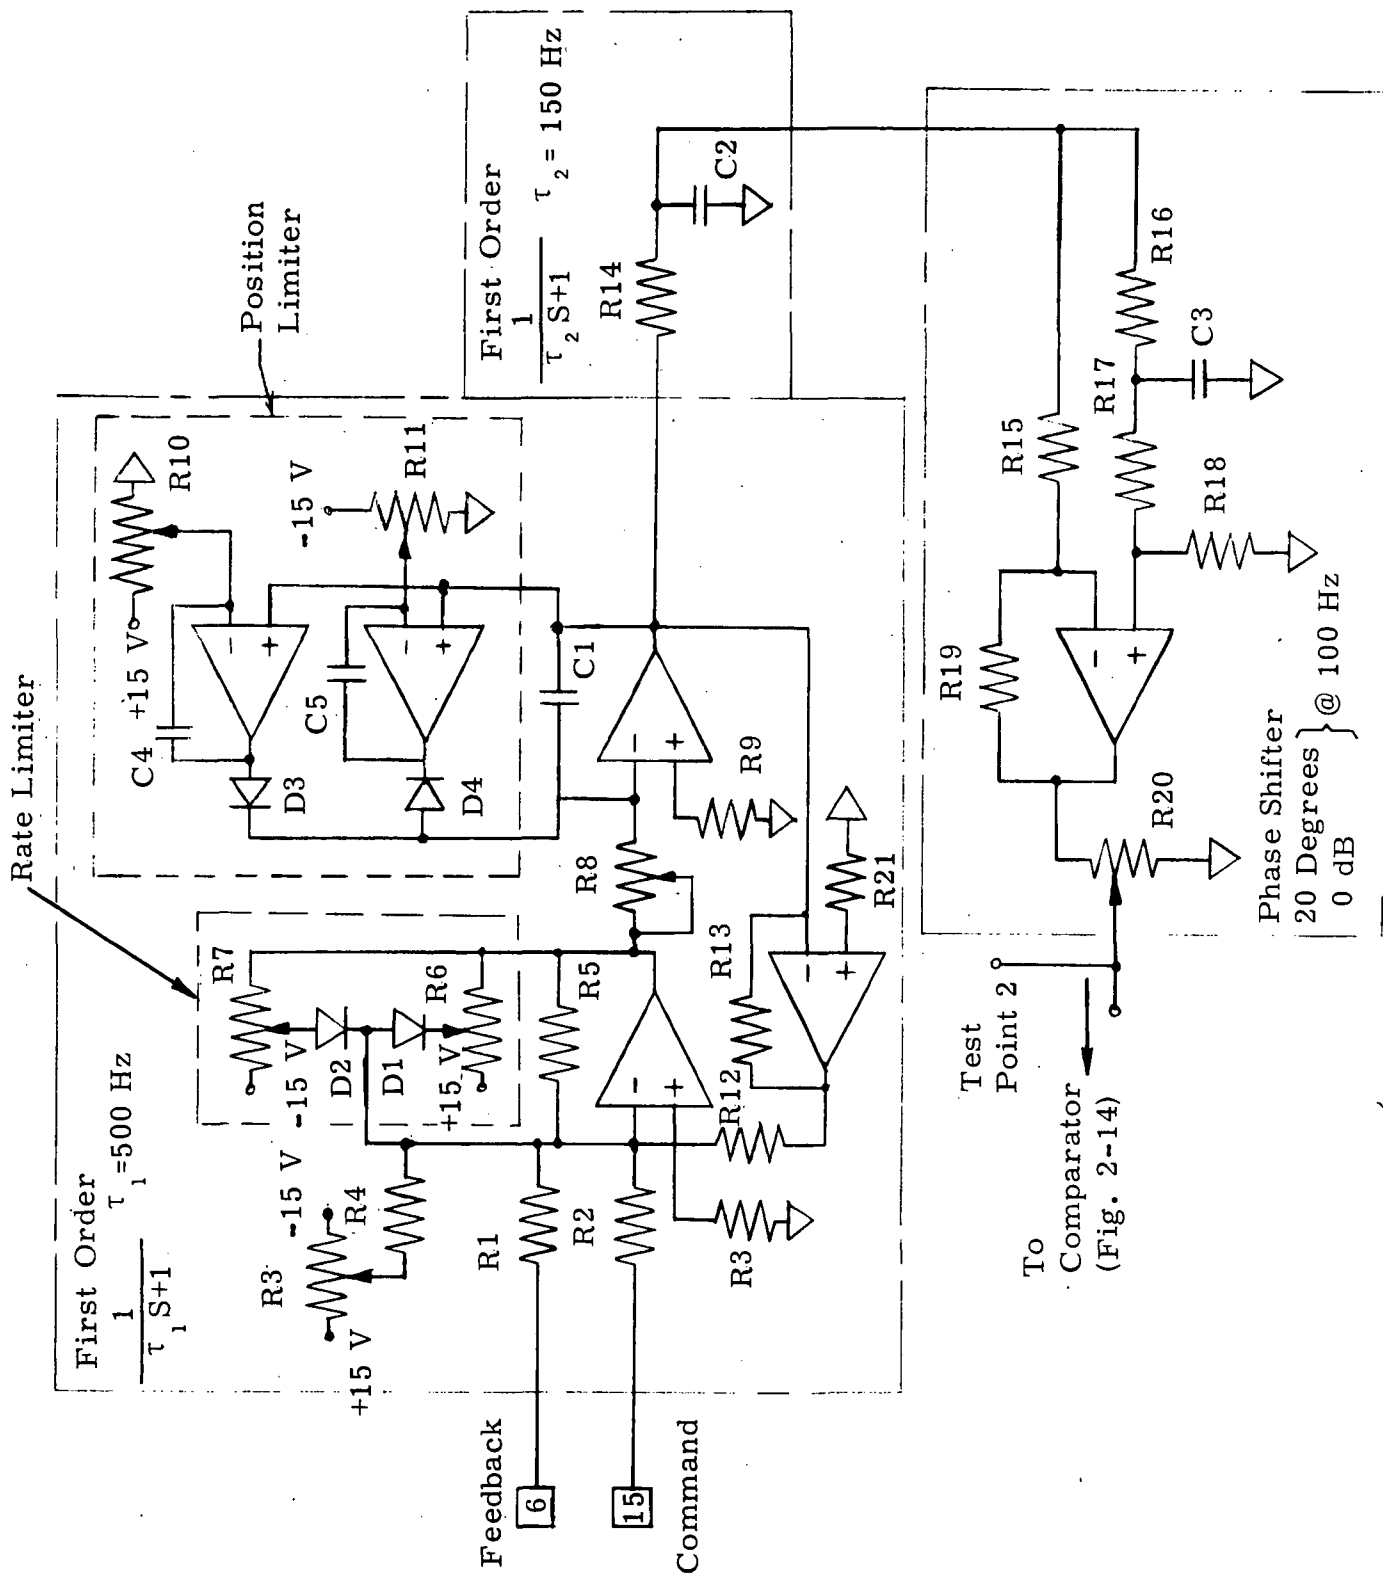 Rate Limiter
Position
Limiter
First Order
1
τ₁S+1
τ₁=500 Hz
First Order
1
τ₂S+1
τ₂ = 150 Hz
R7
-15 V
D2
D1
R6
+15 V
R5
-15 V
R3
+15 V
R4
R1
R2
R3
R12
R13
R21
R8
R9
C1
C4
+15 V
R10
-15 V
R11
C5
D3
D4
-
+
-
+
-
+
-
+
-
+
R14
C2
Feedback
6
15
Command
R15
R16
R17
C3
R18
R19
-
+
R20
Test
Point 2
To
Comparator
(Fig. 2-14)
Phase Shifter
20 Degrees
0 dB
@ 100 Hz